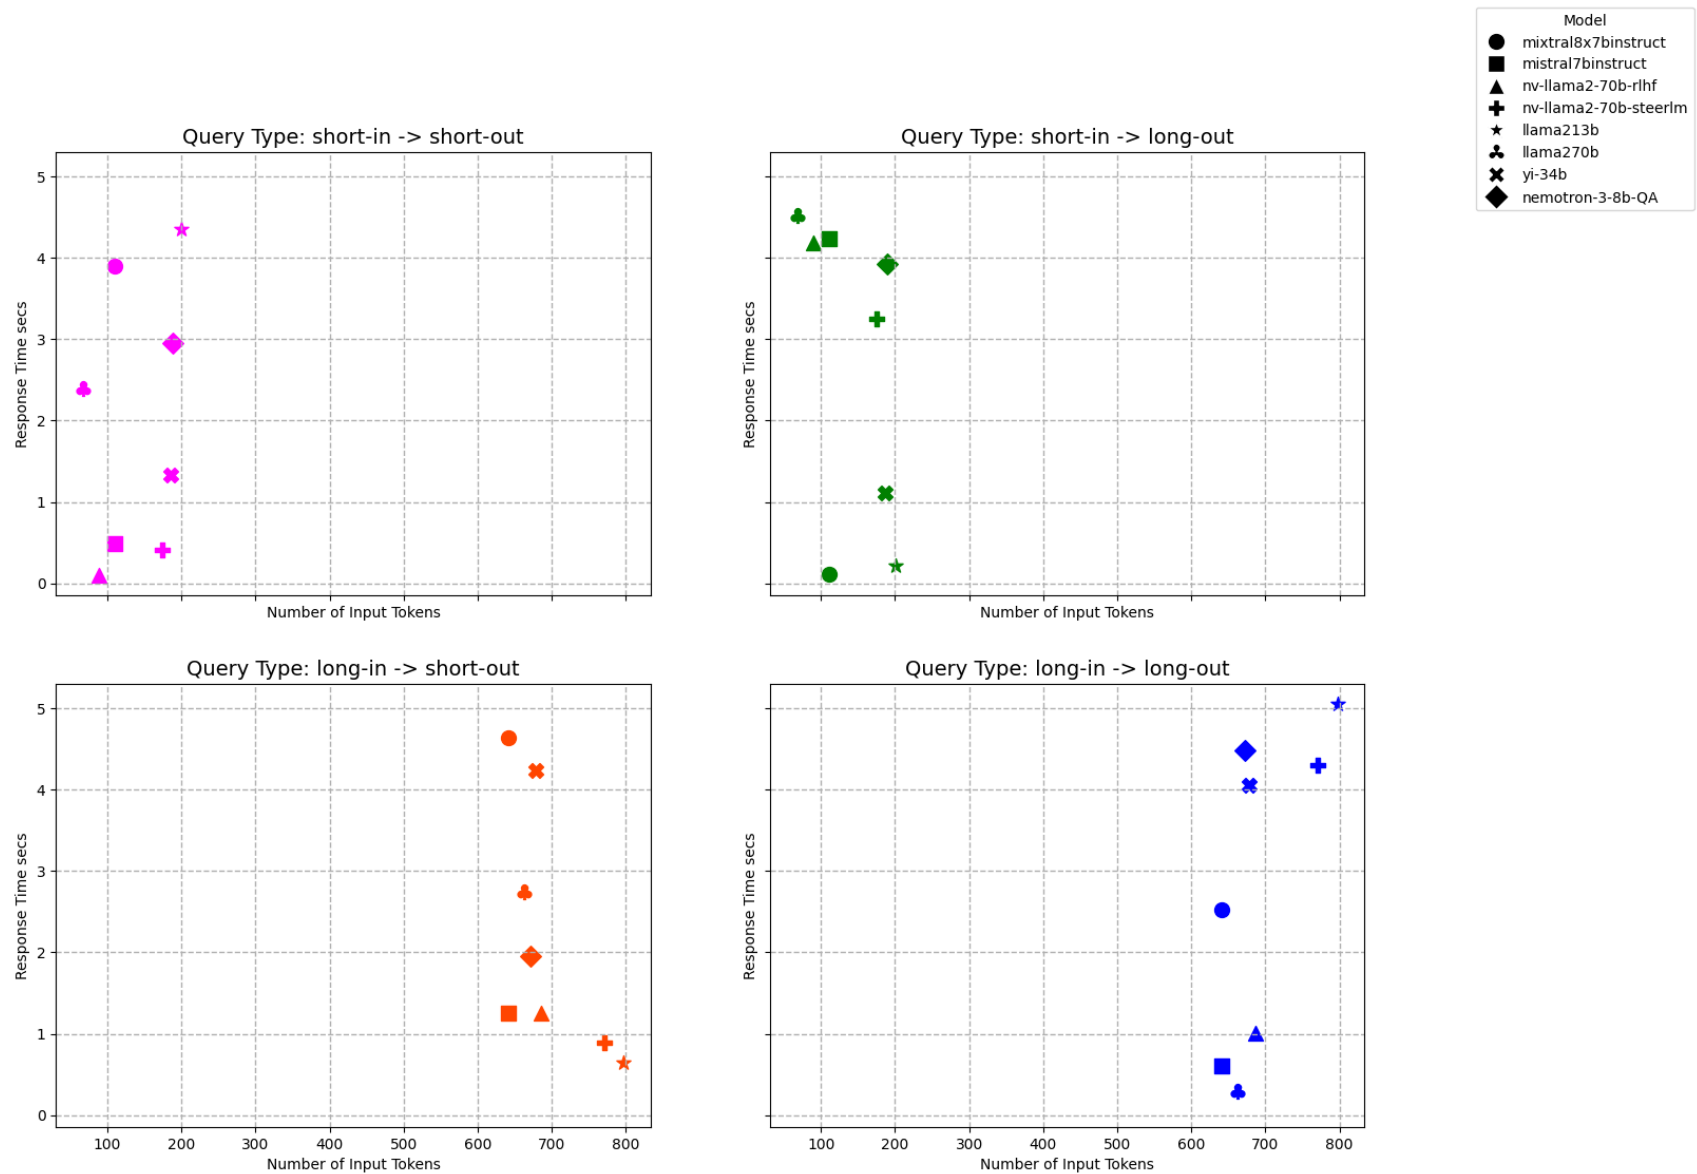 Model
mixtral8x7binstruct
mistral7binstruct
nv-llama2-70b-rlhf
nv-llama2-70b-steerlm
llama213b
llama270b
yi-34b
nemotron-3-8b-QA
Query Type: short-in -> short-out
Response Time secs
5
4
3
2
1
0
Number of Input Tokens
Query Type: short-in -> long-out
Response Time secs
Number of Input Tokens
Query Type: long-in -> short-out
Response Time secs
5
4
3
2
1
0
100 200 300 400 500 600 700 800
Number of Input Tokens
Query Type: long-in -> long-out
Response Time secs
100 200 300 400 500 600 700 800
Number of Input Tokens